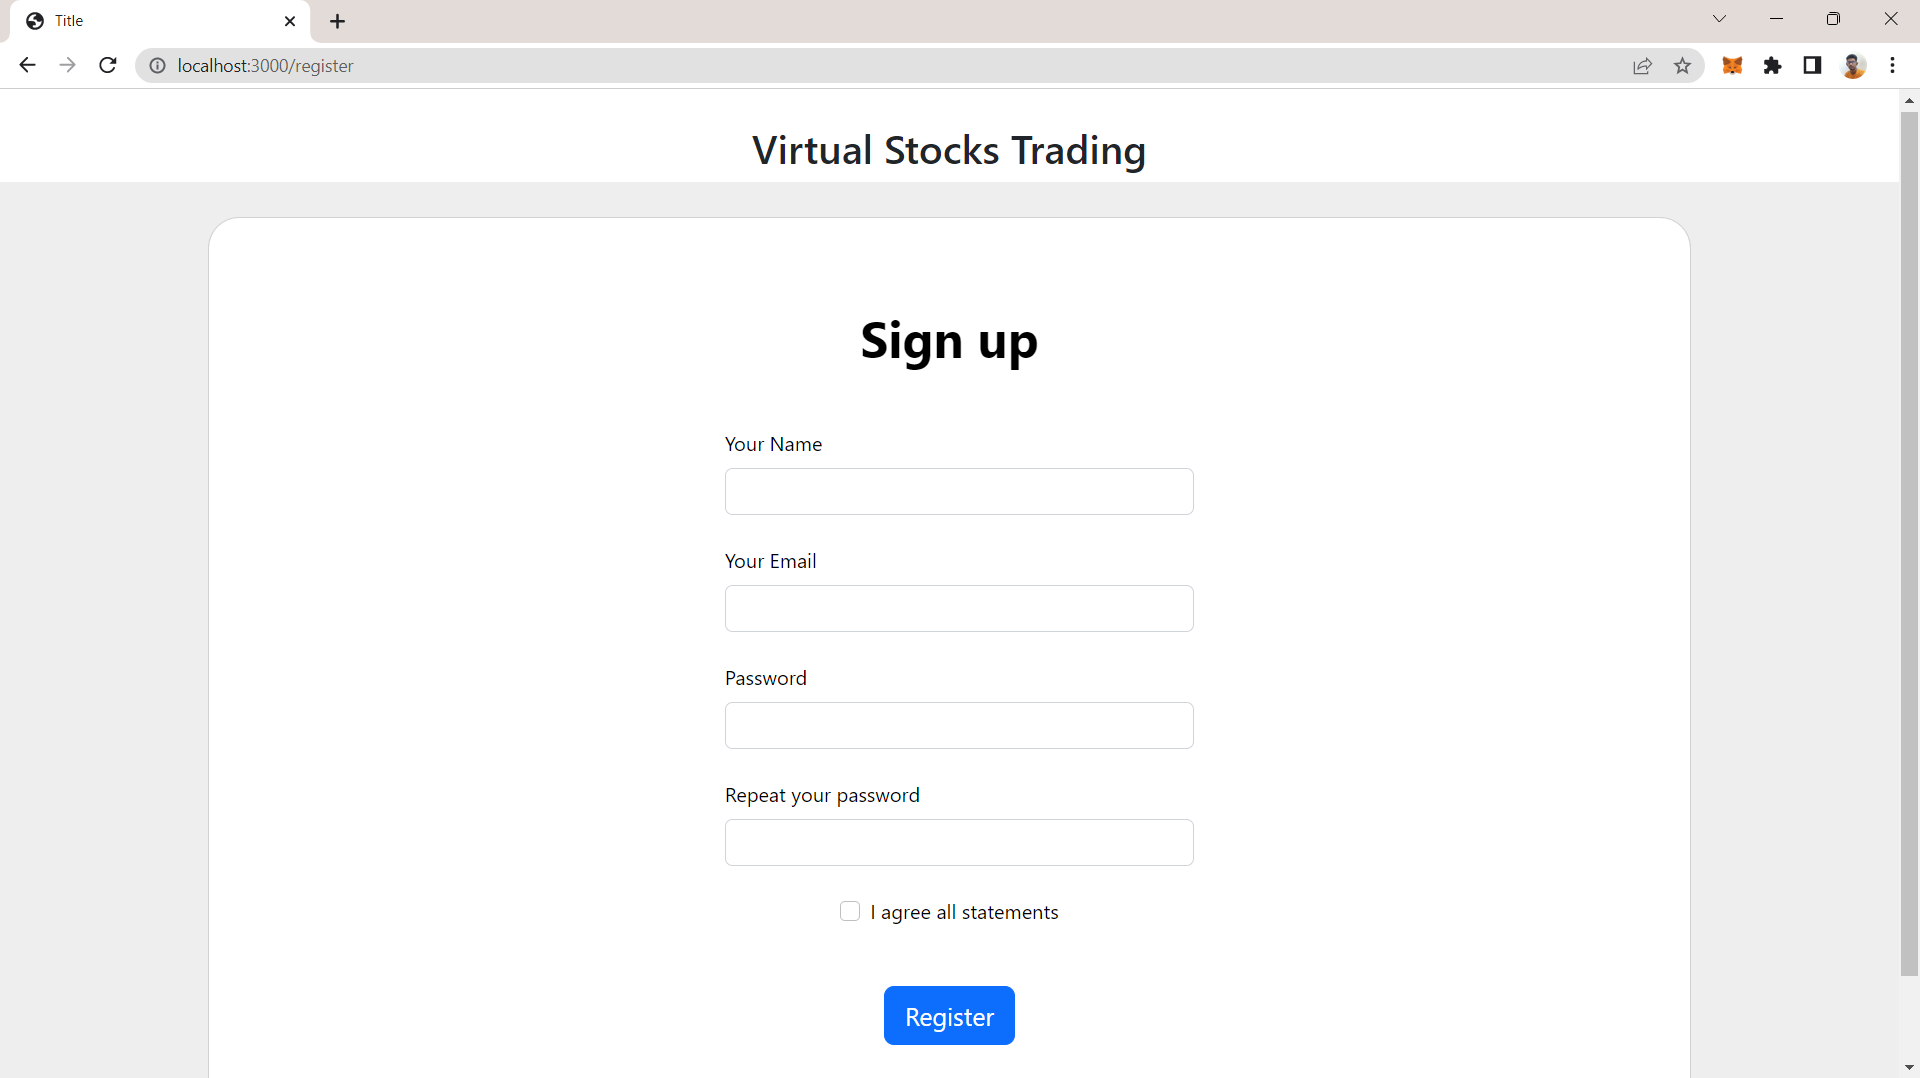 Title
localhost:3000/register
Virtual Stocks Trading
Sign up
Your Name
Your Email
Password
Repeat your password
I agree all statements
Register